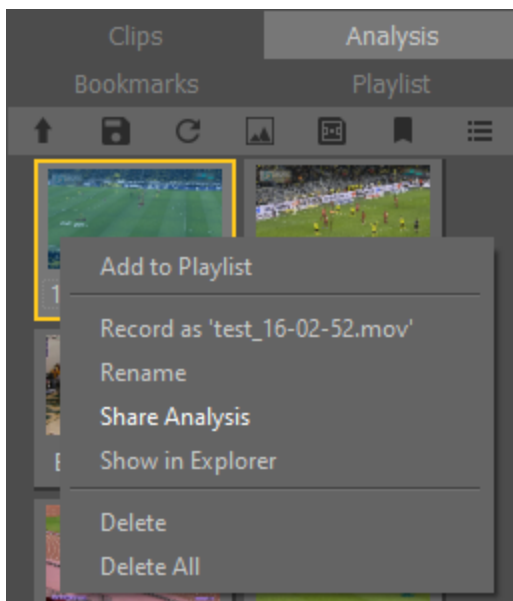 Clips
Analysis
Bookmarks
Playlist
Add to Playlist
Record as 'test_16-02-52.mov'
Rename
Share Analysis
Show in Explorer
Delete
Delete All